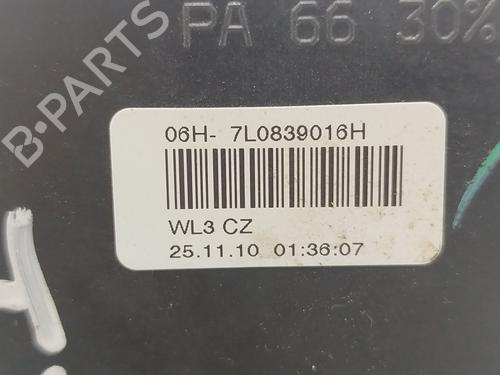 PA 66 30%
06H- 7L0839016H
WL3 CZ
25.11.10 01:36:07
B-PARTS